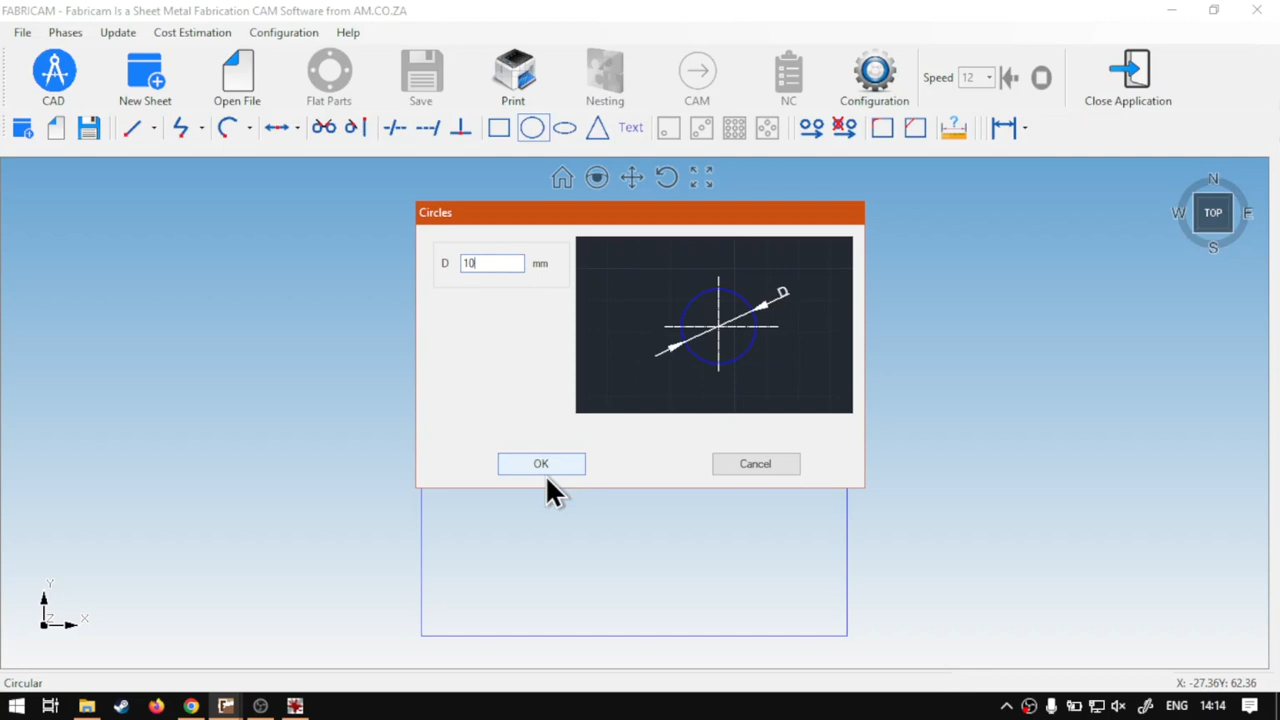 FABRICAM - Fabricam Is a Sheet Metal Fabrication CAM Software from AM.CO.ZA
File Phases Update Cost Estimation Configuration Help
Speed 12
CAD New Sheet Open File Flat Parts Save Print Nesting CAM NC Configuration Close Application
Text
N
W TOP E
S
Circles
D 10 mm
D
OK Cancel
Y
Z X
Circular X: -27.36Y: 62.36
ENG 14:14